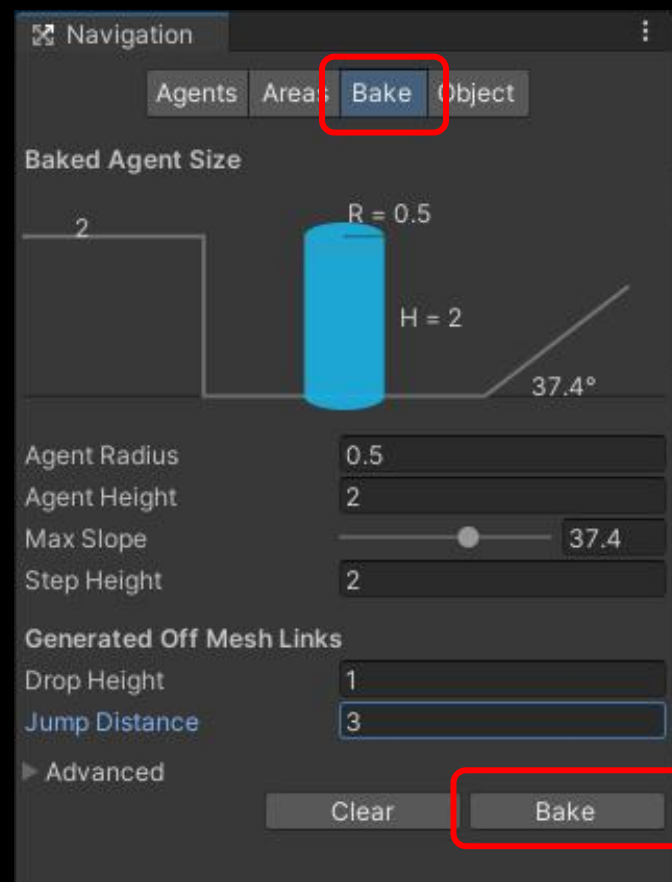 Navigation
Agents Areas Bake Object
Baked Agent Size
R = 0.5
2
H = 2
37.4°
Agent Radius 0.5
Agent Height 2
Max Slope 37.4
Step Height 2
Generated Off Mesh Links
Drop Height 1
Jump Distance 3
Advanced
Clear Bake